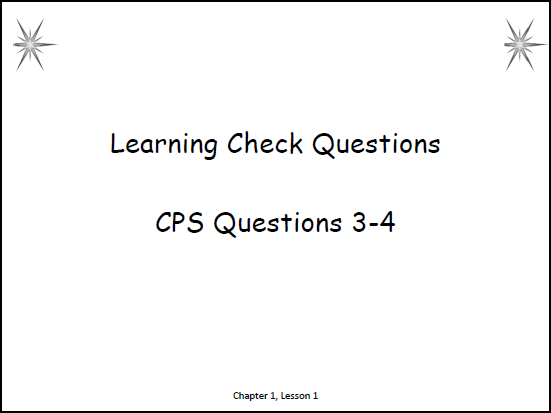 Learning Check Questions
CPS Questions 3-4
Chapter 1, Lesson 1